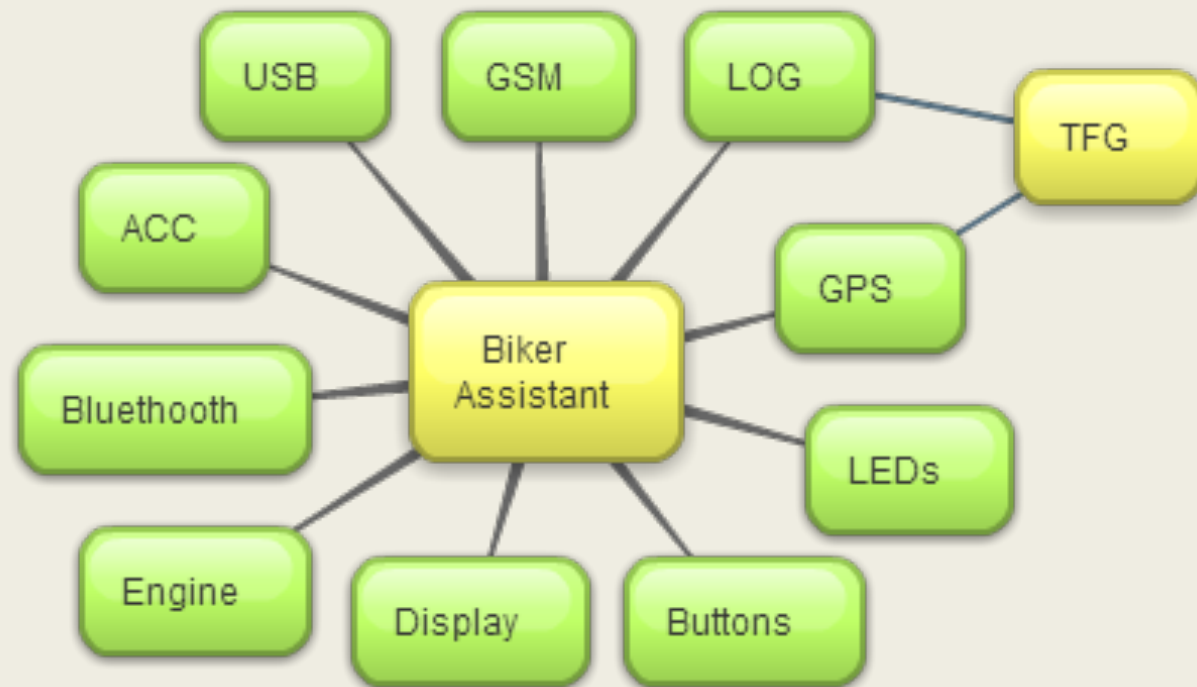 USB
GSM
LOG
TFG
ACC
GPS
Biker
Assistant
Bluethooth
LEDs
Engine
Display
Buttons